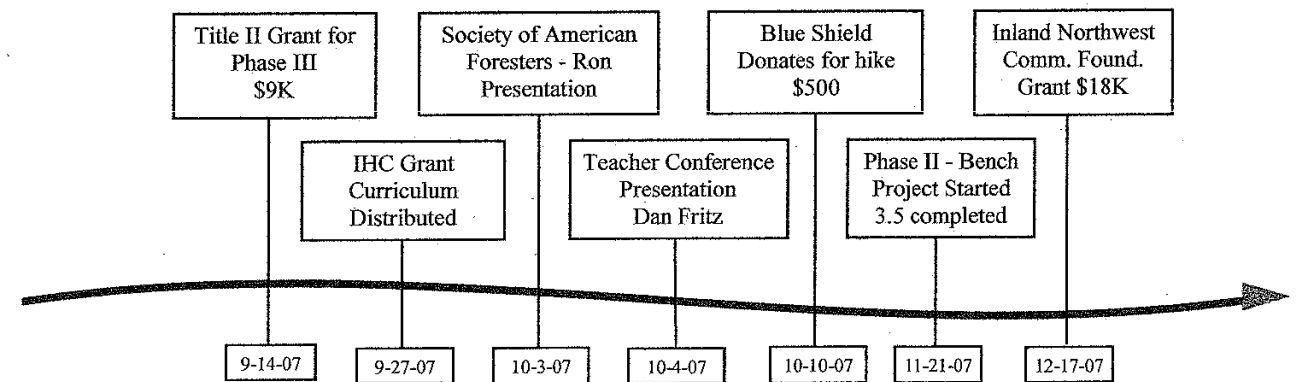 Title II Grant for
Phase III
$9K
Society of American
Foresters - Ron
Presentation
Blue Shield
Donates for hike
$500
Inland Northwest
Comm. Found.
Grant $18K
IHC Grant
Curriculum
Distributed
Teacher Conference
Presentation
Dan Fritz
Phase II - Bench
Project Started
3.5 completed
9-14-07
9-27-07
10-3-07
10-4-07
10-10-07
11-21-07
12-17-07